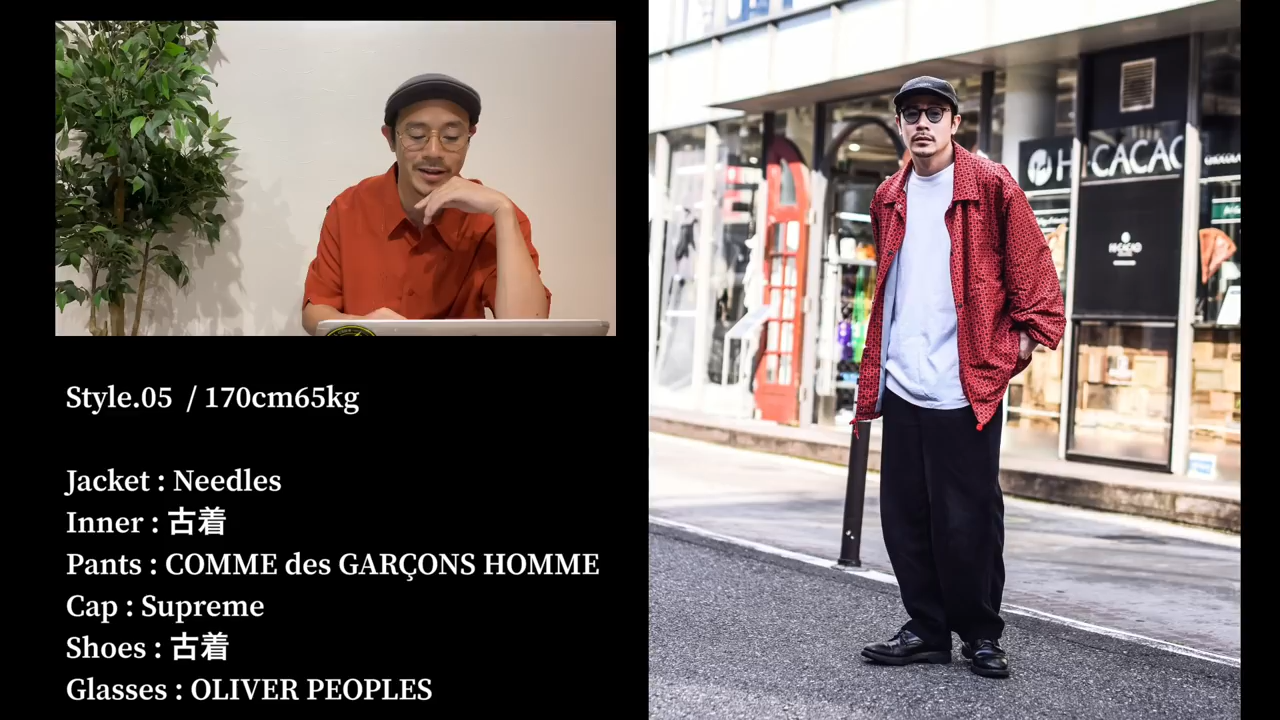 Style.05 / 170cm65kg
Jacket : Needles
Inner : 古着
Pants : COMME des GARÇONS HOMME
Cap : Supreme
Shoes : 古着
Glasses : OLIVER PEOPLES
HI-CACAO